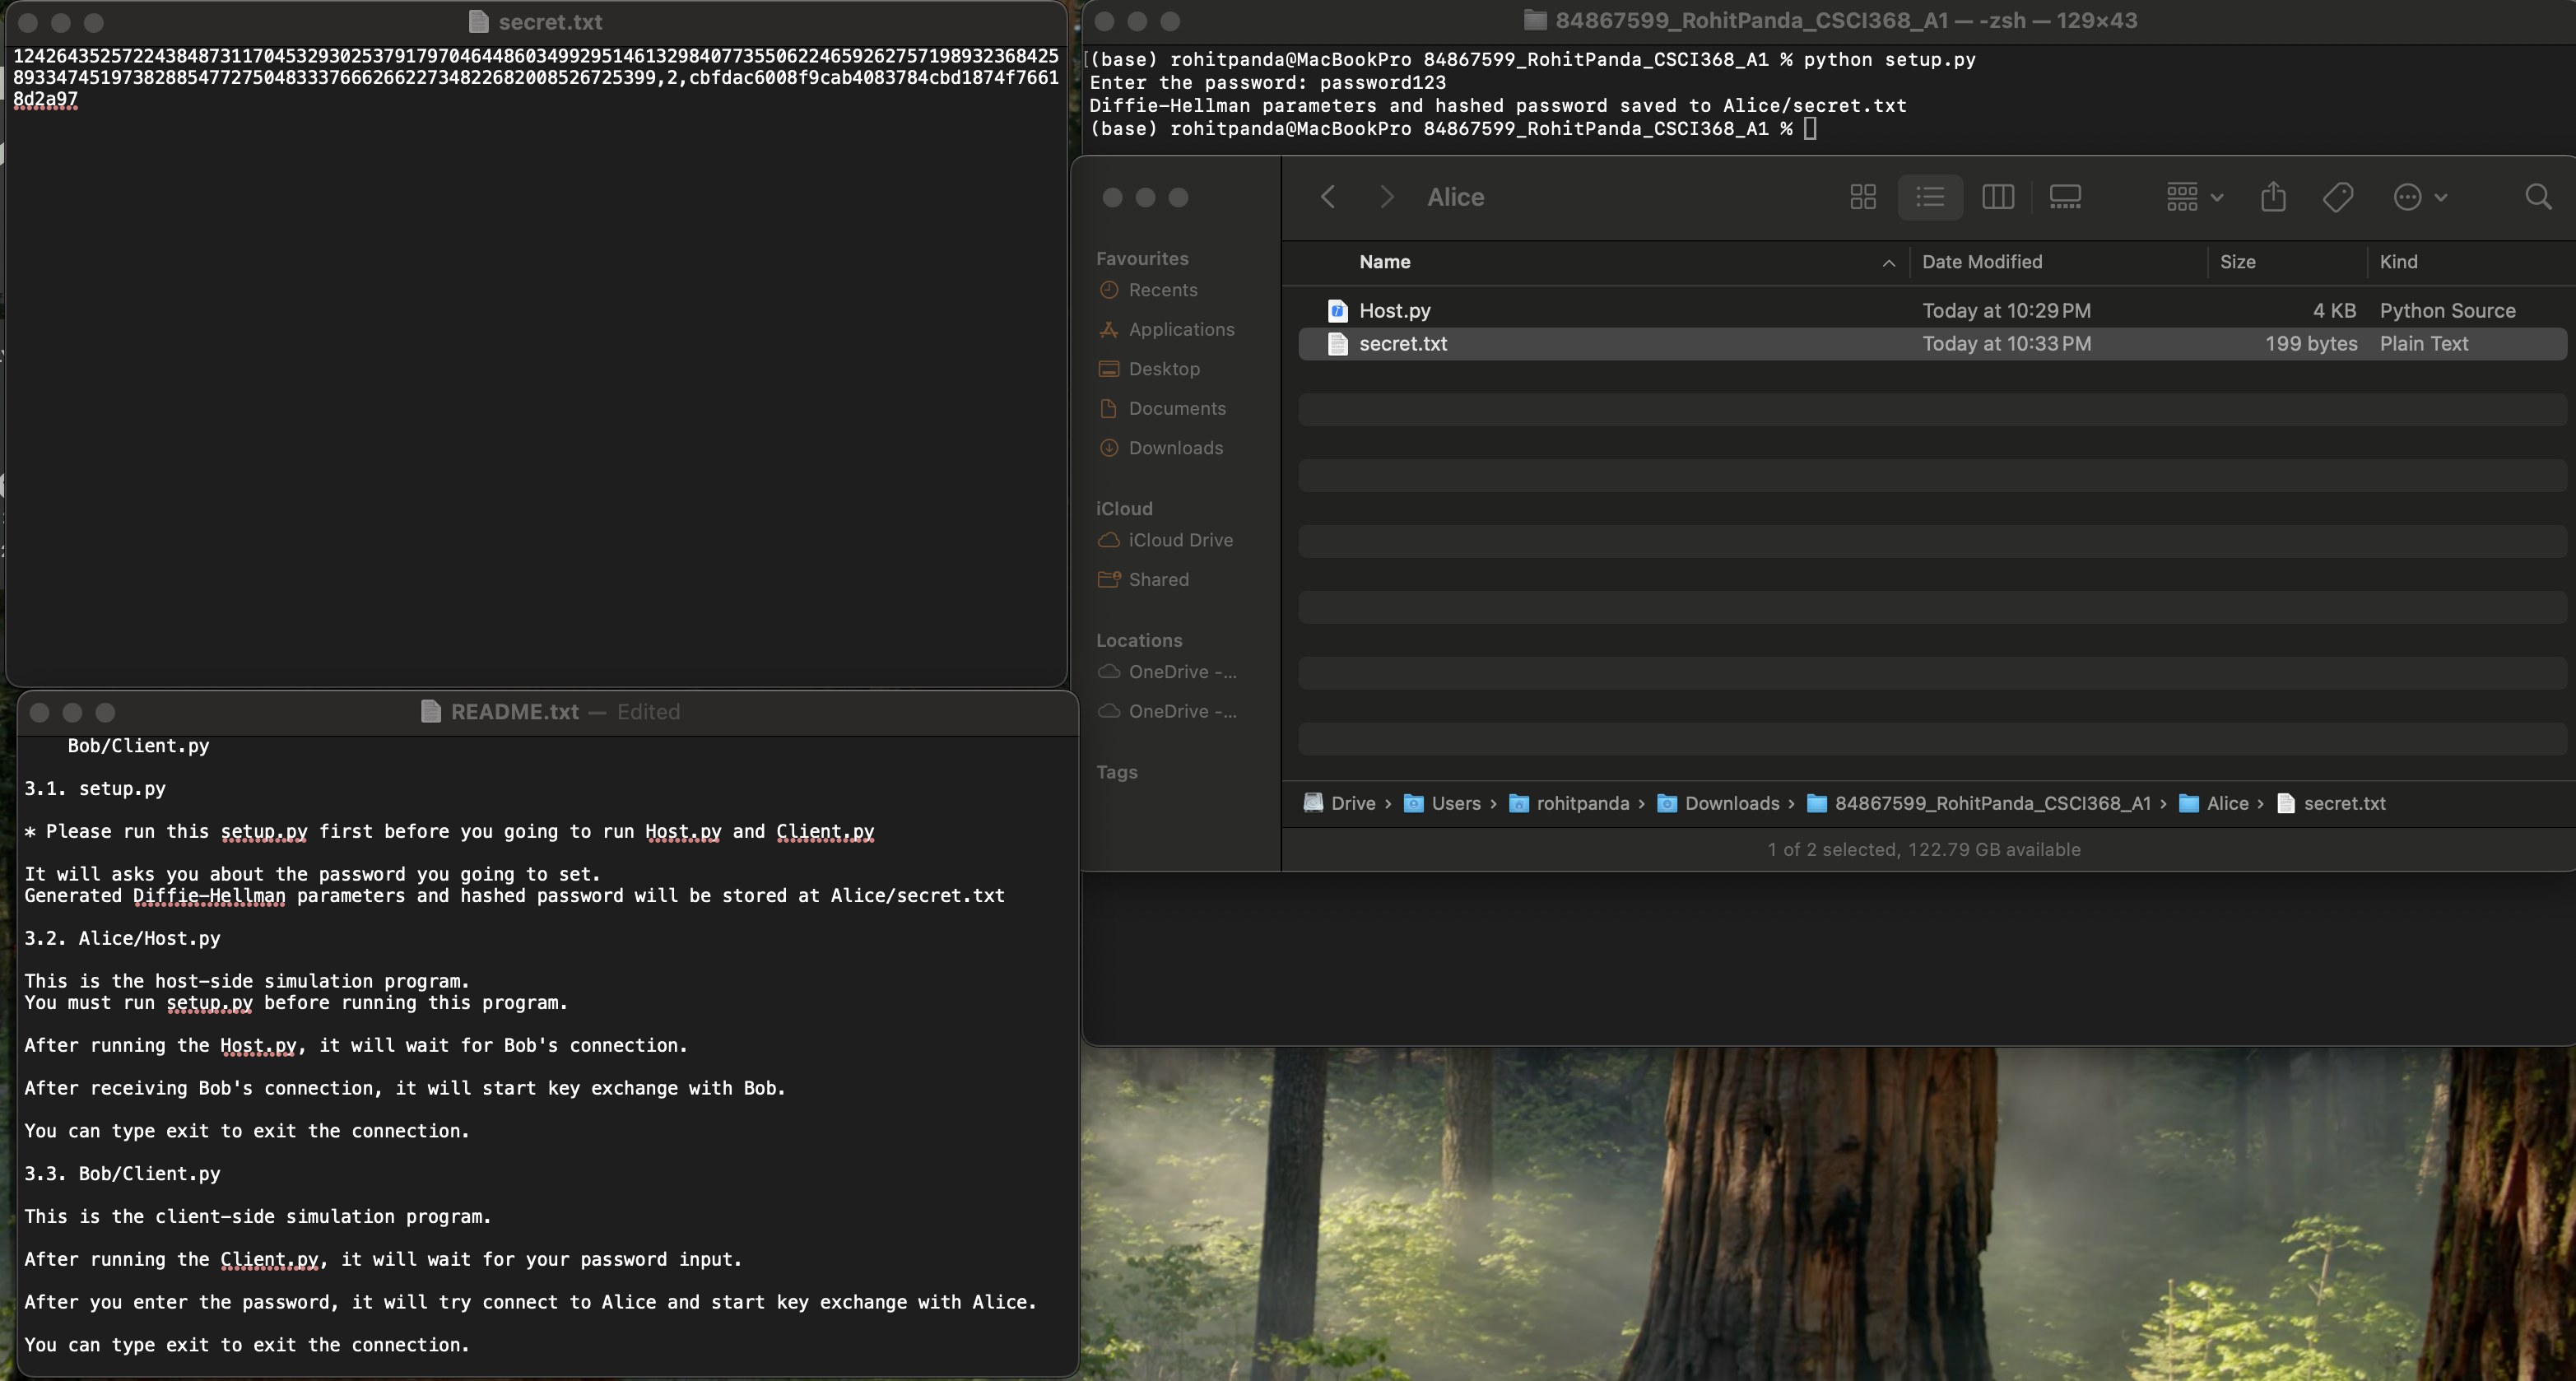 secret.txt
124264352572243848731170453293025379179704644860349929514613298407735506224659262757198932368425
893347451973828854772750483337666266227348226820085267 25399,2,cbfdac6008f9cab4083784cbd1874f7661
8d2a97
84867599_RohitPanda_CSCI368_A1 — -zsh — 129×43
[(base) rohitpanda@MacBookPro 84867599_RohitPanda_CSCI368_A1 % python setup.py
Enter the password: password123
Diffie-Hellman parameters and hashed password saved to Alice/secret.txt
(base) rohitpanda@MacBookPro 84867599_RohitPanda_CSCI368_A1 %
Alice
Favourites
Recents
Applications
Desktop
Documents
Downloads
iCloud
iCloud Drive
Shared
Locations
OneDrive -...
OneDrive -...
Tags
Name Date Modified Size Kind
Host.py Today at 10:29 PM 4 KB Python Source
secret.txt Today at 10:33 PM 199 bytes Plain Text
Drive › Users › rohitpanda › Downloads › 84867599_RohitPanda_CSCI368_A1 › Alice › secret.txt
1 of 2 selected, 122.79 GB available
README.txt — Edited
Bob/Client.py
3.1. setup.py
* Please run this setup.py first before you going to run Host.py and Client.py
It will asks you about the password you going to set.
Generated Diffie-Hellman parameters and hashed password will be stored at Alice/secret.txt
3.2. Alice/Host.py
This is the host-side simulation program.
You must run setup.py before running this program.
After running the Host.py, it will wait for Bob's connection.
After receiving Bob's connection, it will start key exchange with Bob.
You can type exit to exit the connection.
3.3. Bob/Client.py
This is the client-side simulation program.
After running the Client.py, it will wait for your password input.
After you enter the password, it will try connect to Alice and start key exchange with Alice.
You can type exit to exit the connection.